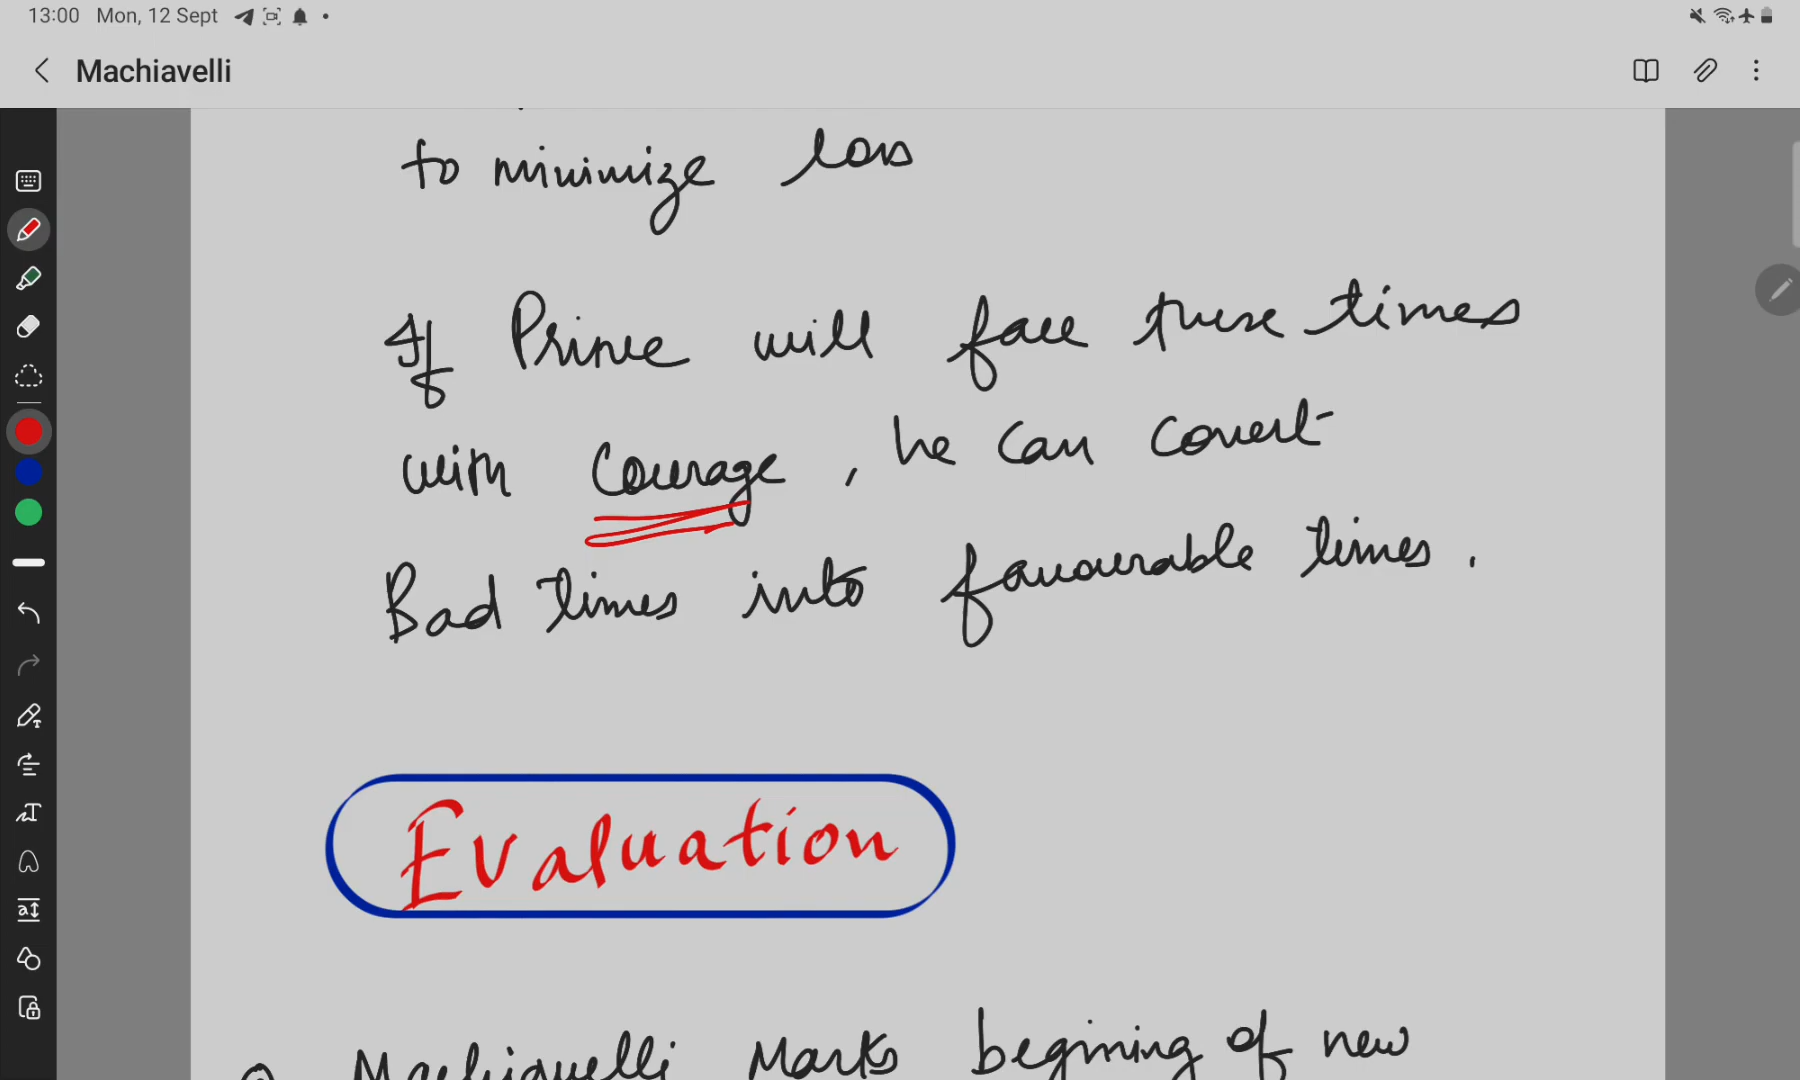 13:00 Mon, 12 Sept
Machiavelli
to minimize loss
If Prince will face these times
with Courage, he can covert
Bad times into favourable times.
Evaluation
Machiavelli Marks begining of new